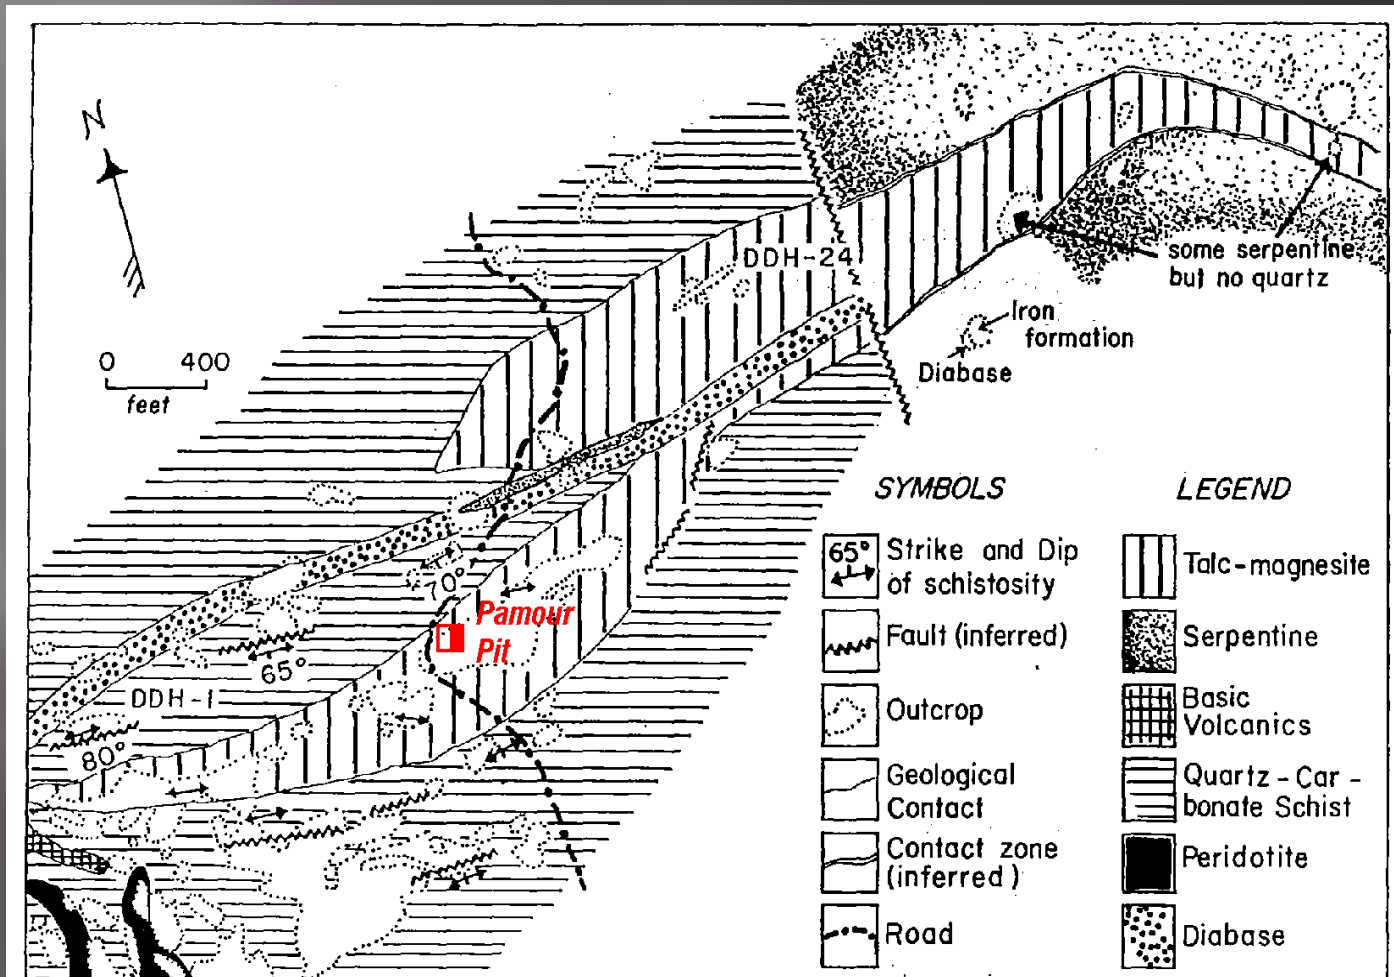 N
DDH-24
some serpentine
but no quartz
Iron
formation
Diabase
0 400
feet
70°
Pamour
Pit
65°
DDH-1
80°
SYMBOLS
65° Strike and Dip
of schistosity
Fault (inferred)
Outcrop
Geological
Contact
Contact zone
(inferred)
Road
LEGEND
Talc-magnesite
Serpentine
Basic
Volcanics
Quartz-Car-
bonate Schist
Peridotite
Diabase